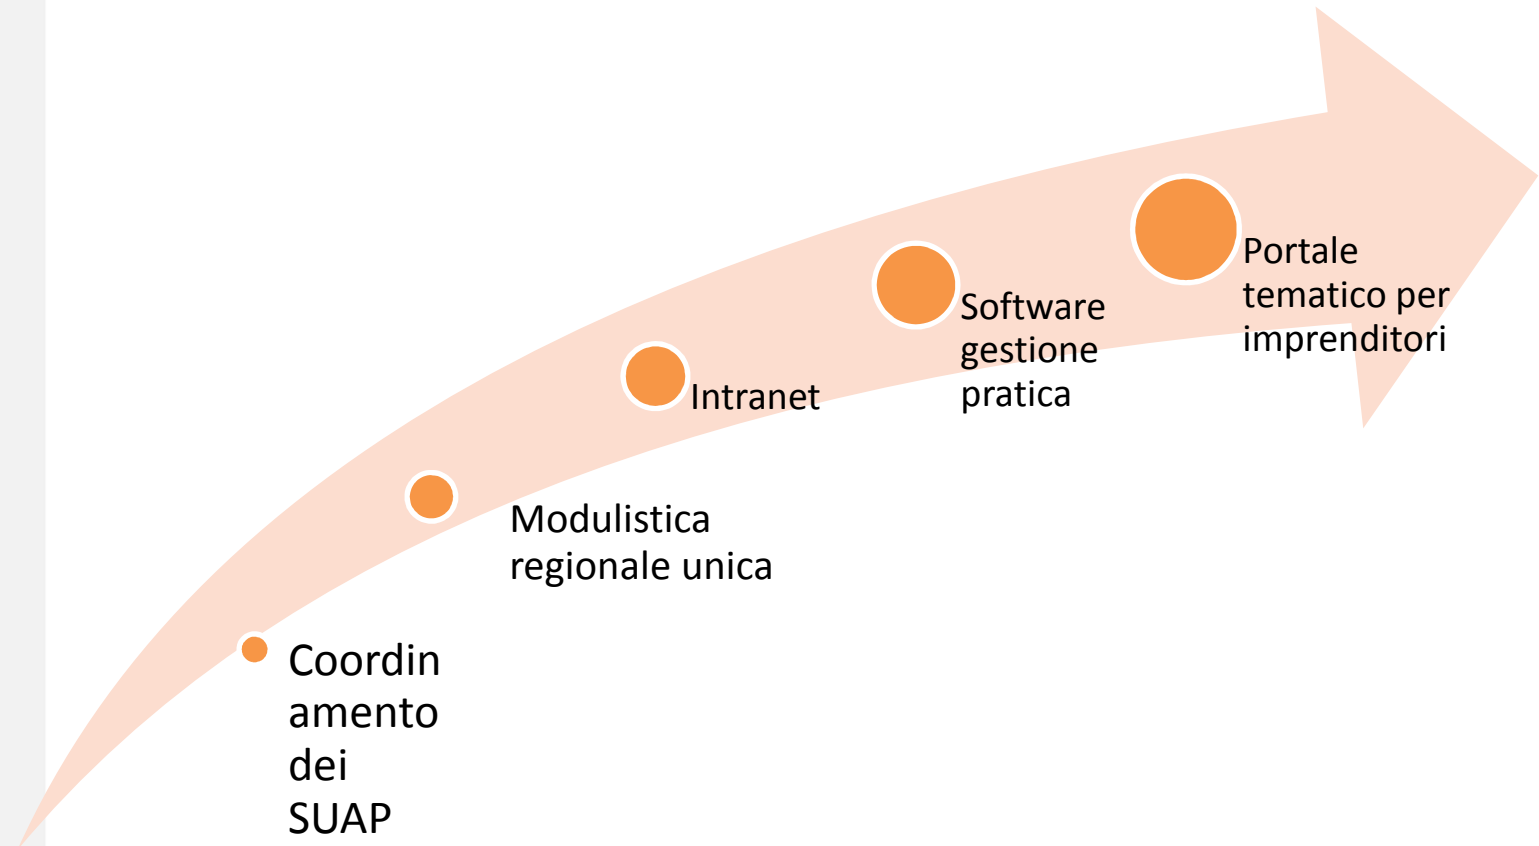 Portale
tematico per
imprenditori
Software
gestione
pratica
Intranet
Modulistica
regionale unica
Coordin
amento
dei
SUAP